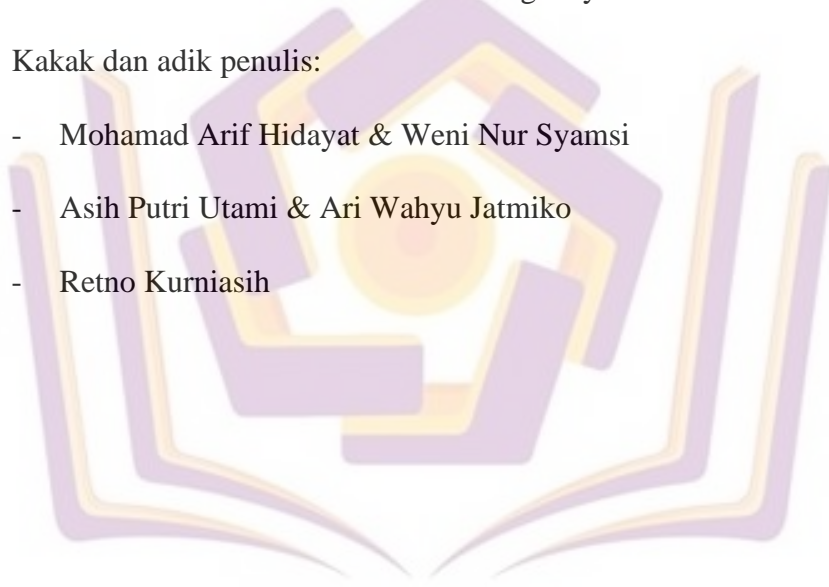 Kakak dan adik penulis:
- Mohamad Arif Hidayat & Weni Nur Syamsi
- Asih Putri Utami & Ari Wahyu Jatmiko
- Retno Kurniasih